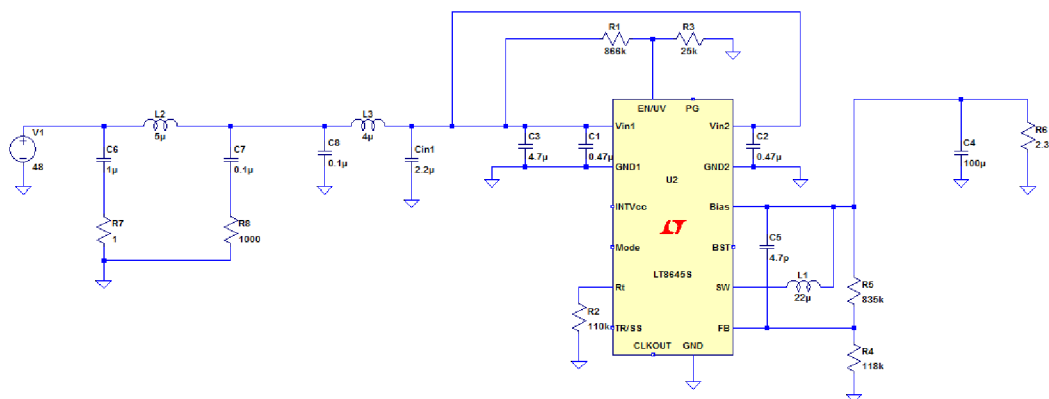 R1
866k
R3
25k
EN/UV
PG
V1
48
L2
5µ
L3
4µ
C6
1µ
C7
0.1µ
C8
0.1µ
Cin1
2.2µ
C3
4.7µ
C1
0.47µ
Vin1
Vin2
C2
0.47µ
GND1
GND2
U2
C4
100µ
R6
2.3
R7
1
R8
1000
INTVcc
Bias
Mode
BST
LT8645S
C5
4.7p
Rt
SW
L1
22µ
R5
835k
R2
110k
TR/SS
FB
CLKOUT
GND
R4
118k